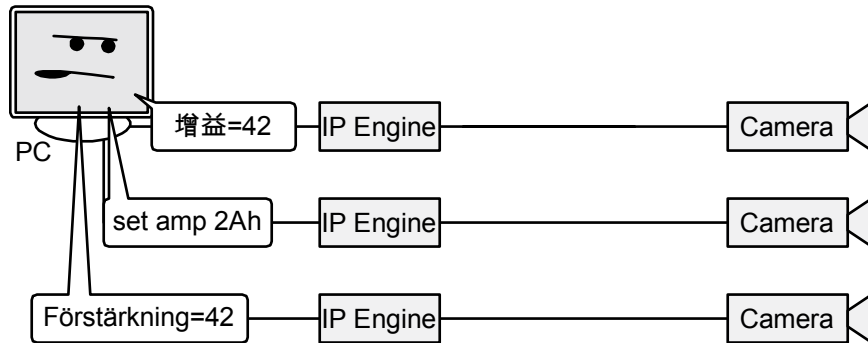 增益=42
IP Engine
Camera
PC
set amp 2Ah
IP Engine
Camera
Förstärkning=42
IP Engine
Camera